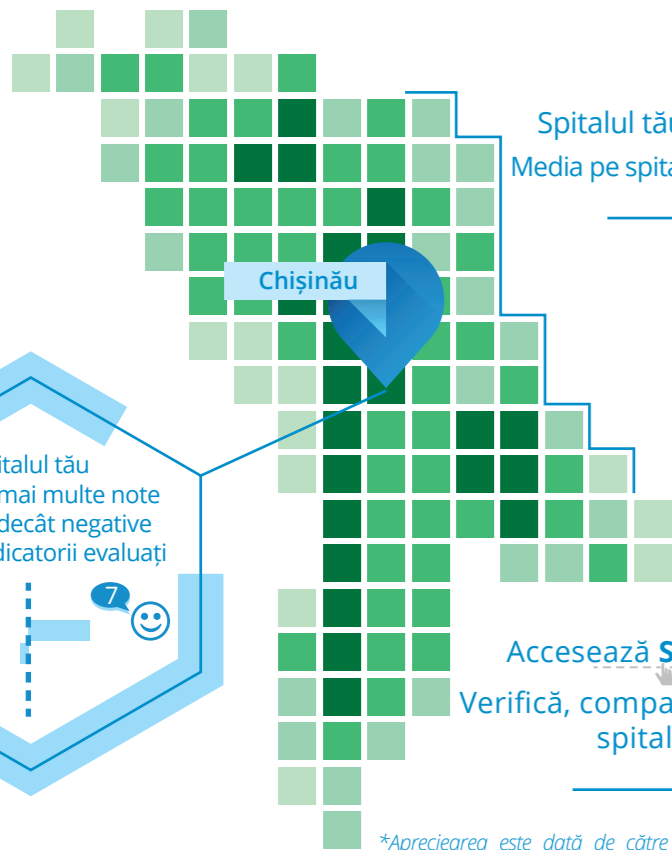 Spitalul tău
Media pe spita
Chișinău
italul tău
mai multe note
decât negative
dicatorii evaluați
7
Accesează S
Verifică, compa
spital
*Aprecierea este dată de către